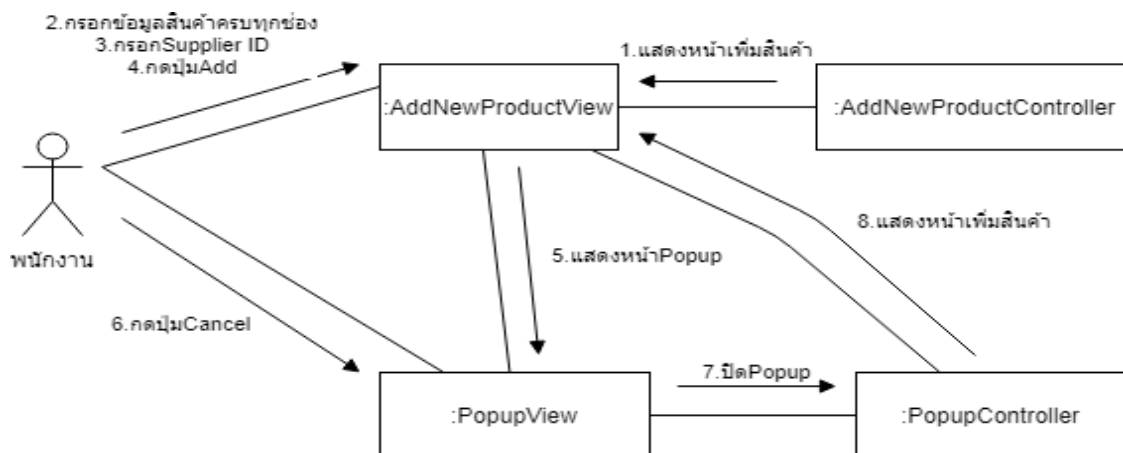 2.กรอกข้อมูลสินค้าครบทุกช่อง
3.กรอกSupplier ID
4.กดปุ่มAdd
1.แสดงหน้าเพิ่มสินค้า
:AddNewProductView
:AddNewProductController
8.แสดงหน้าเพิ่มสินค้า
พนักงาน
5.แสดงหน้าPopup
6.กดปุ่มCancel
7.ปิดPopup
:PopupView
:PopupController